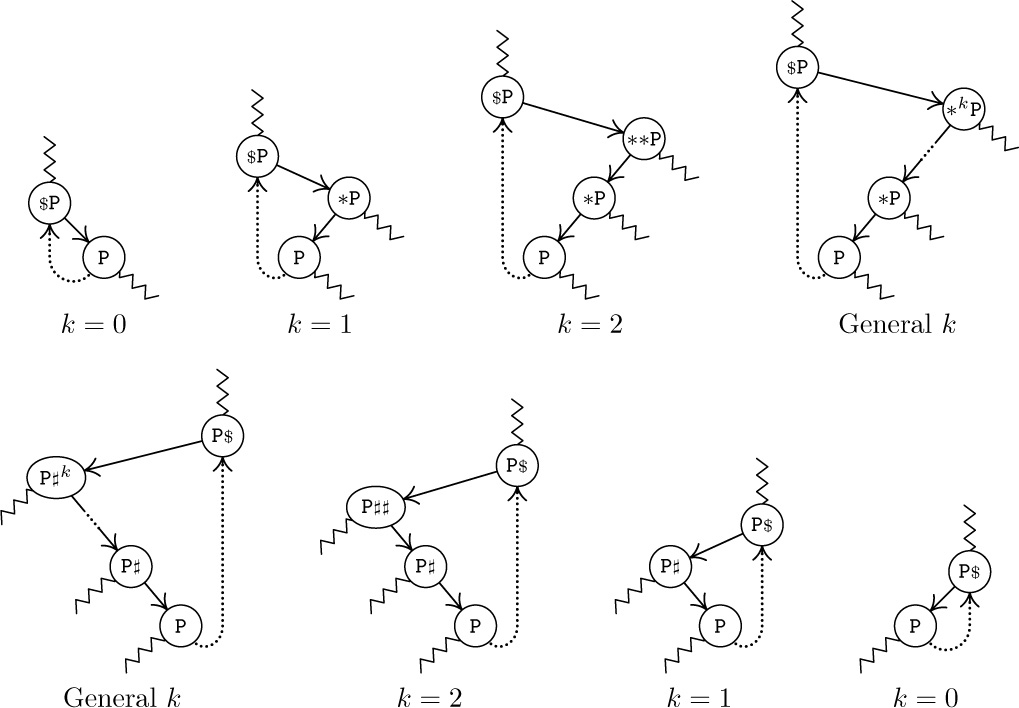 $P
*ᵏP
$P
**P
$P
*P
*P
*P
$P
P
P
P
P
k = 0
k = 1
k = 2
General k
P$
P♯ᵏ
P$
P♯♯
P$
P♯
P♯
P♯
P$
P
P
P
P
General k
k = 2
k = 1
k = 0